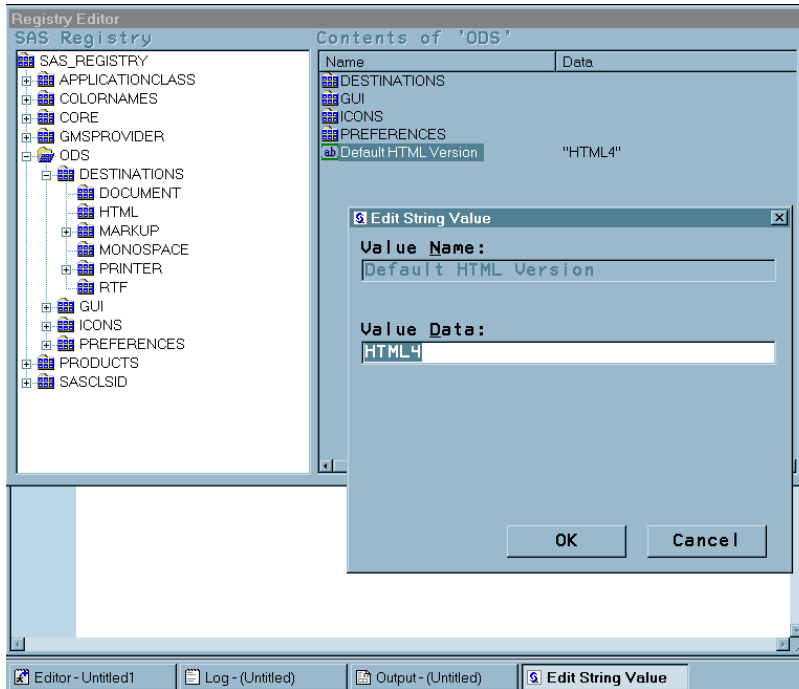 Registry Editor
SAS Registry
Contents of 'ODS'
SAS_REGISTRY
APPLICATIONCLASS
COLORNAMES
CORE
GMSPROVIDER
ODS
DESTINATIONS
DOCUMENT
HTML
MARKUP
MONOSPACE
PRINTER
RTF
GUI
ICONS
PREFERENCES
PRODUCTS
SASCLSID
Name Data
DESTINATIONS
GUI
ICONS
PREFERENCES
ab Default HTML Version "HTML4"
Edit String Value
Value Name:
Default HTML Version
Value Data:
HTML4
OK Cancel
Editor - Untitled1 Log - (Untitled) Output - (Untitled) Edit String Value